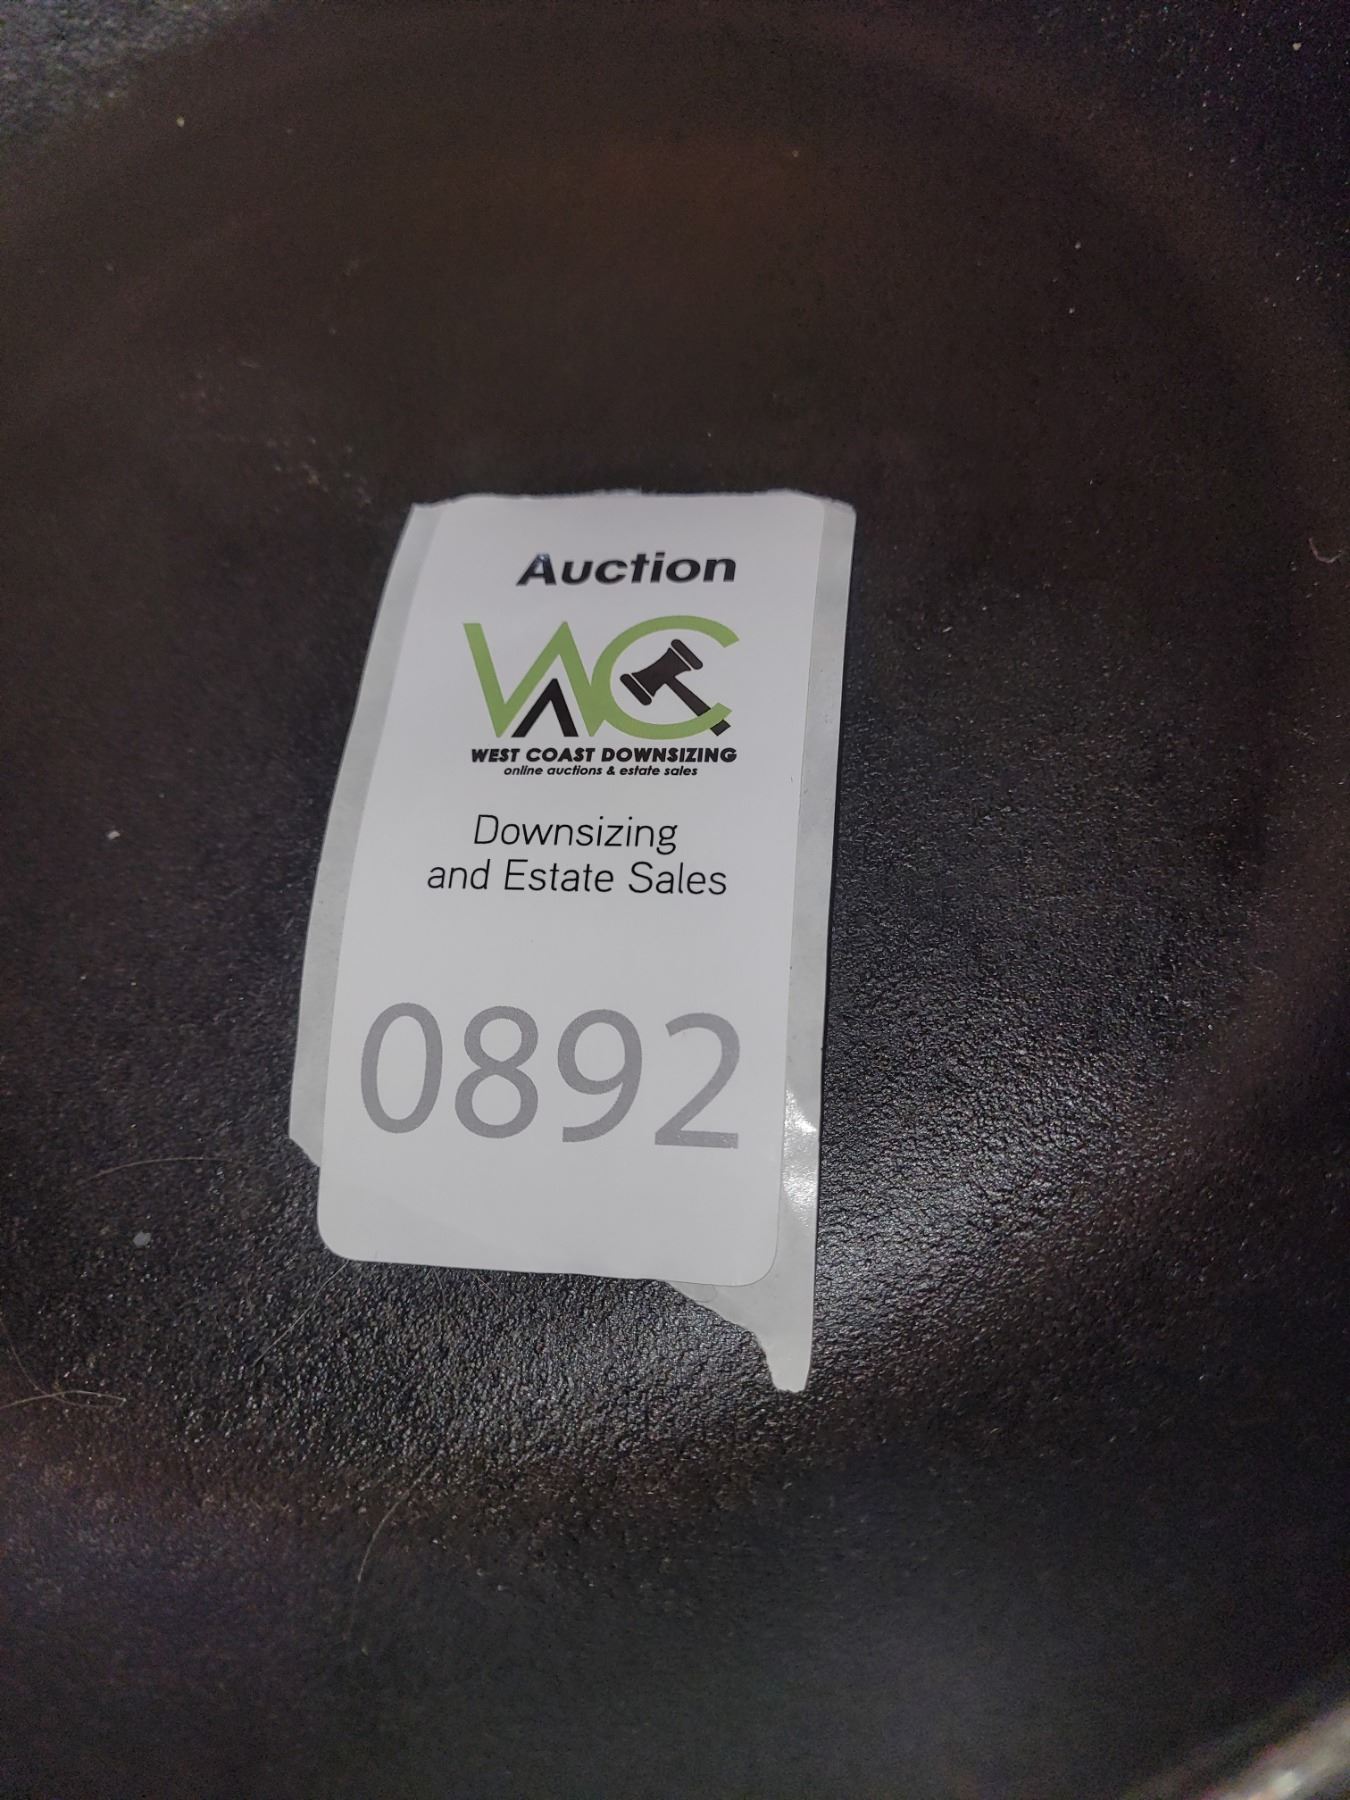 Auction
WC
WEST COAST DOWNSIZING
online auctions & estate sales
Downsizing
and Estate Sales
0892